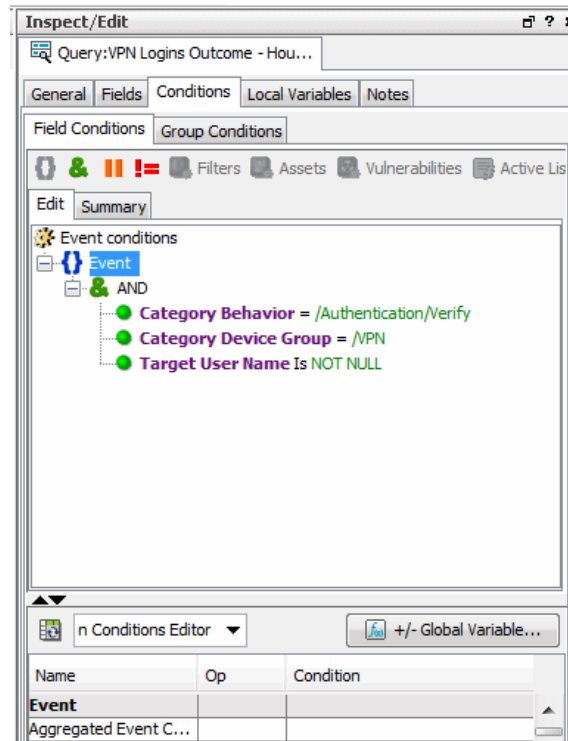 Inspect/Edit
Query:VPN Logins Outcome - Hou...
General Fields Conditions Local Variables Notes
Field Conditions Group Conditions
{} & != Filters Assets Vulnerabilities Active Lis
Edit Summary
Event conditions
{} Event
& AND
Category Behavior = /Authentication/Verify
Category Device Group = /VPN
Target User Name Is NOT NULL
n Conditions Editor
+/- Global Variable...
Name Op Condition
Event
Aggregated Event C...